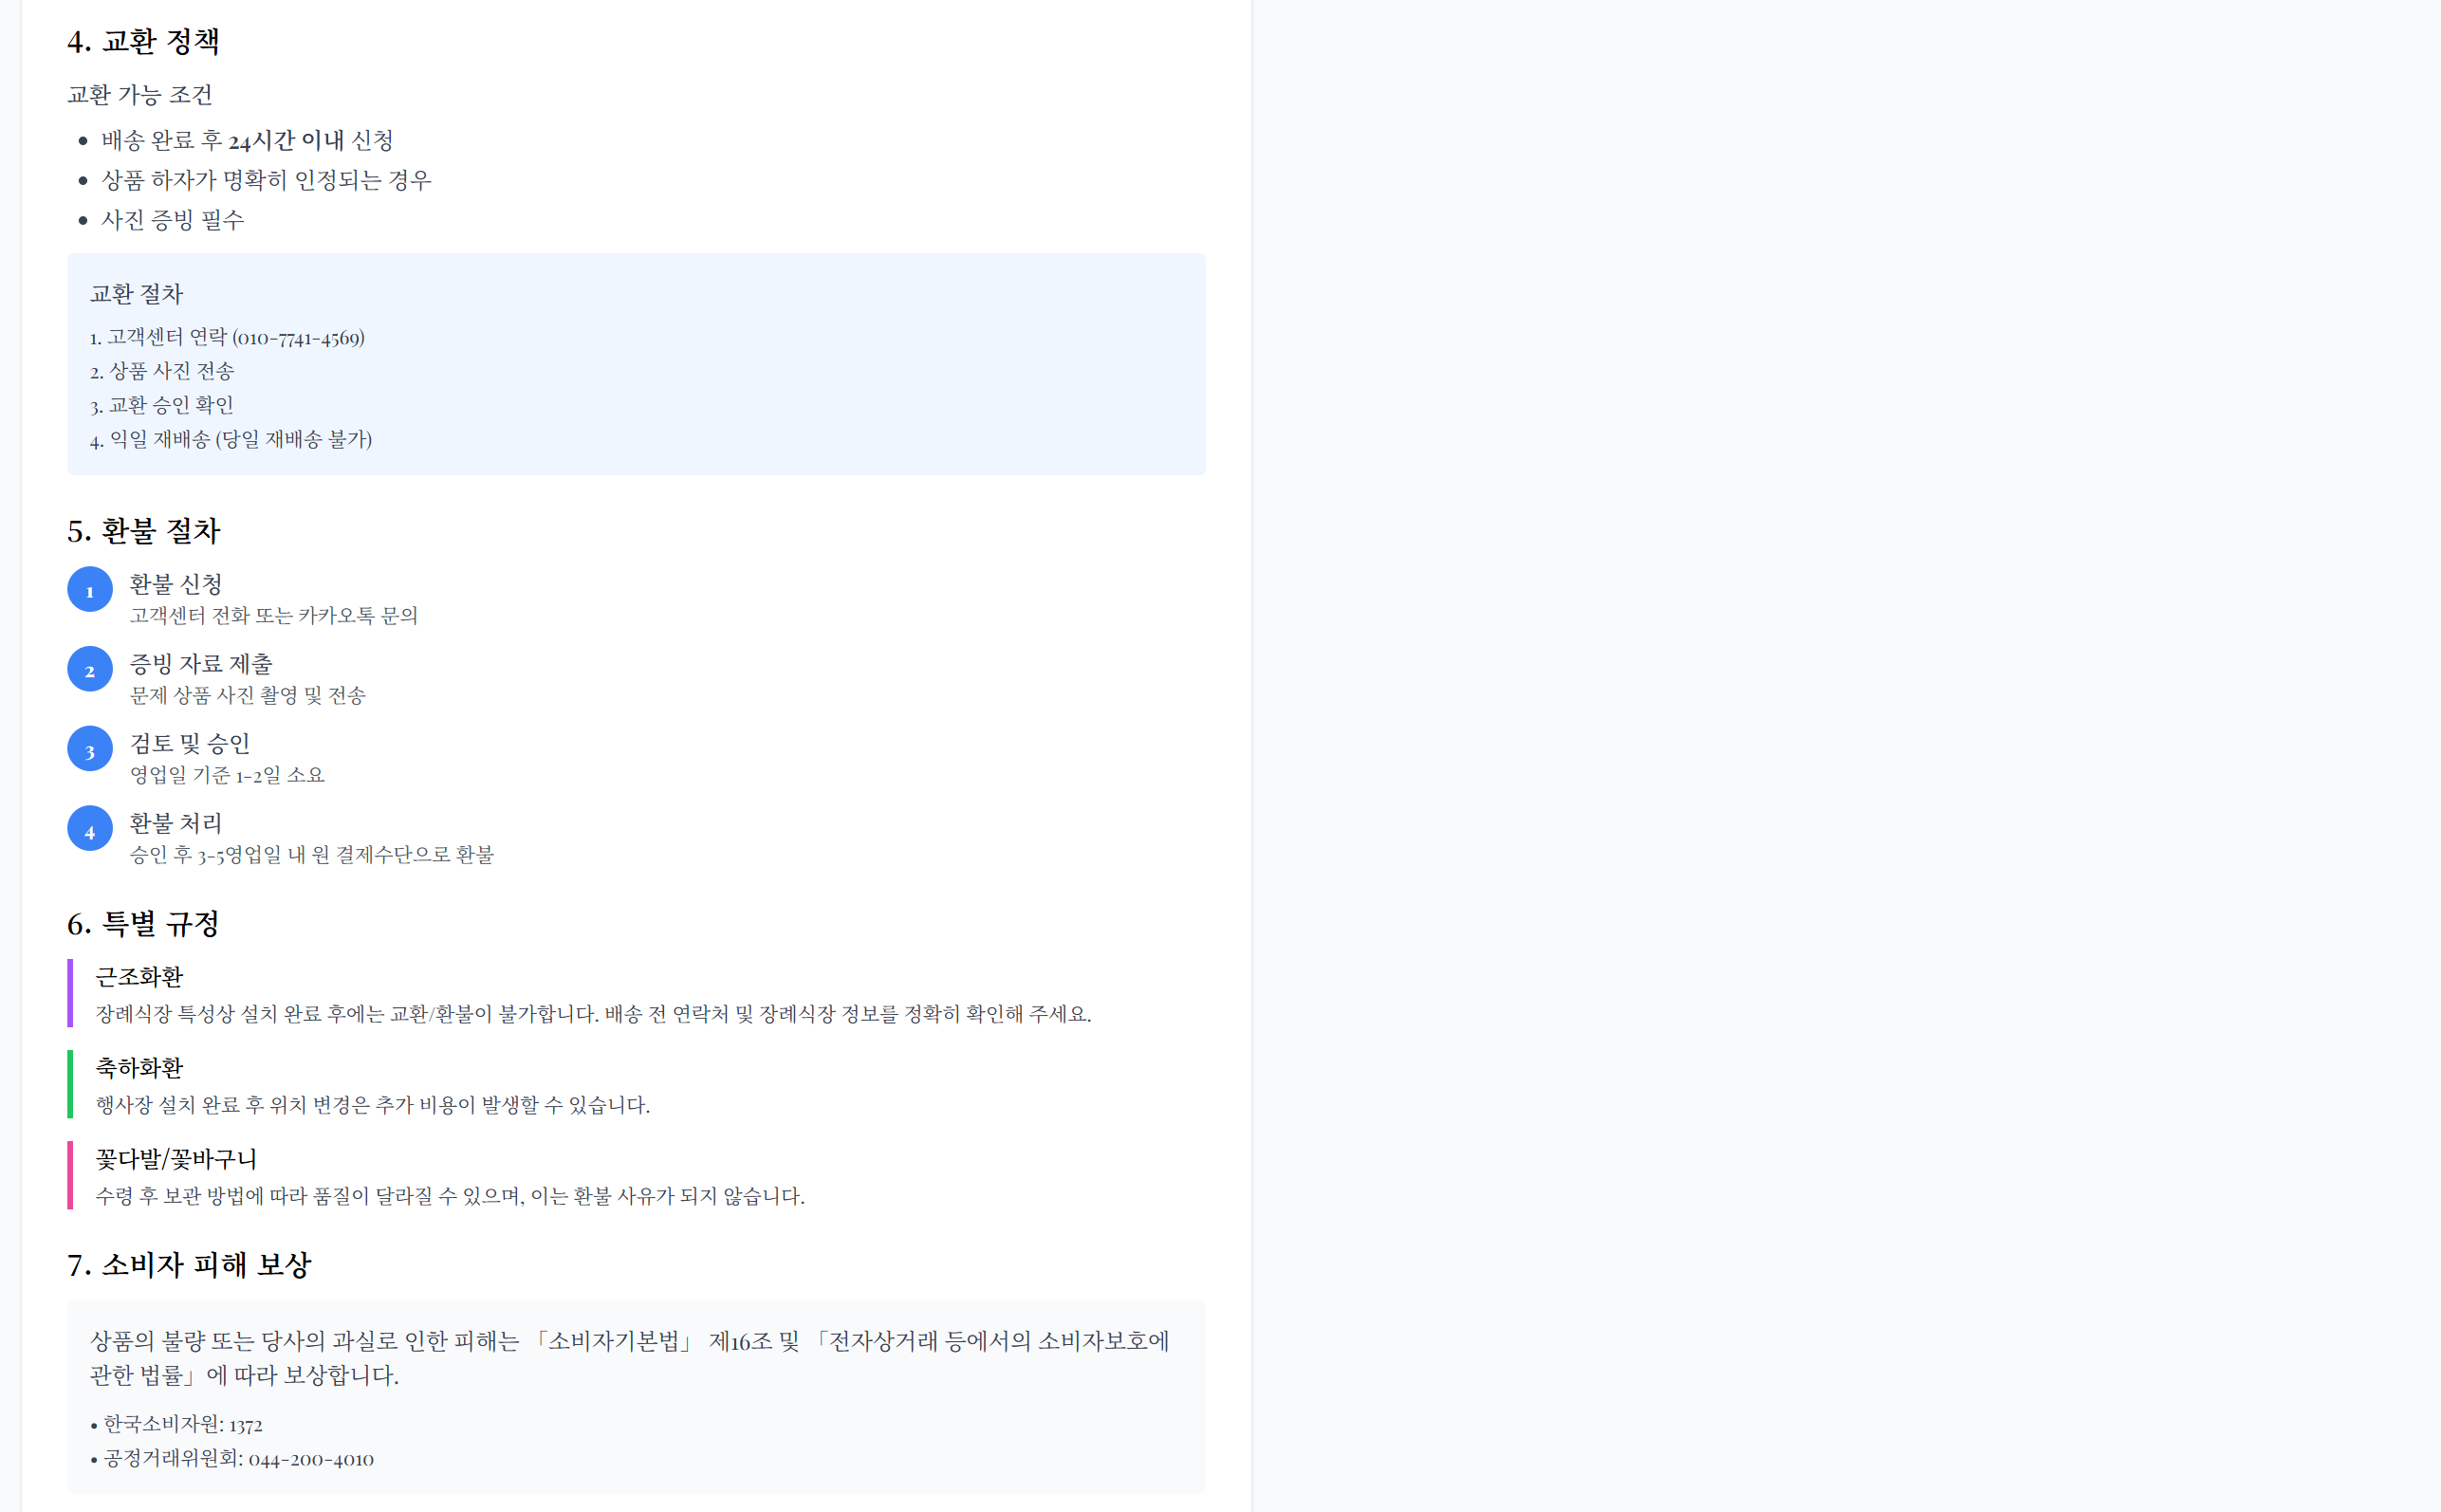 4. 교환 정책
교환 가능 조건
• 배송 완료 후 24시간 이내 신청
• 상품 하자가 명확히 인정되는 경우
• 사진 증빙 필수
교환 절차
1. 고객센터 연락 (010-7741-4569)
2. 상품 사진 전송
3. 교환 승인 확인
4. 익일 재배송 (당일 재배송 불가)
5. 환불 절차
1 환불 신청
고객센터 전화 또는 카카오톡 문의
2 증빙 자료 제출
문제 상품 사진 촬영 및 전송
3 검토 및 승인
영업일 기준 1-2일 소요
4 환불 처리
승인 후 3-5영업일 내 원 결제수단으로 환불
6. 특별 규정
근조화환
장례식장 특성상 설치 완료 후에는 교환/환불이 불가합니다. 배송 전 연락처 및 장례식장 정보를 정확히 확인해 주세요.
축하화환
행사장 설치 완료 후 위치 변경은 추가 비용이 발생할 수 있습니다.
꽃다발/꽃바구니
수령 후 보관 방법에 따라 품질이 달라질 수 있으며, 이는 환불 사유가 되지 않습니다.
7. 소비자 피해 보상
상품의 불량 또는 당사의 과실로 인한 피해는 「소비자기본법」 제16조 및 「전자상거래 등에서의 소비자보호에
관한 법률」에 따라 보상합니다.
• 한국소비자원: 1372
• 공정거래위원회: 044-200-4010